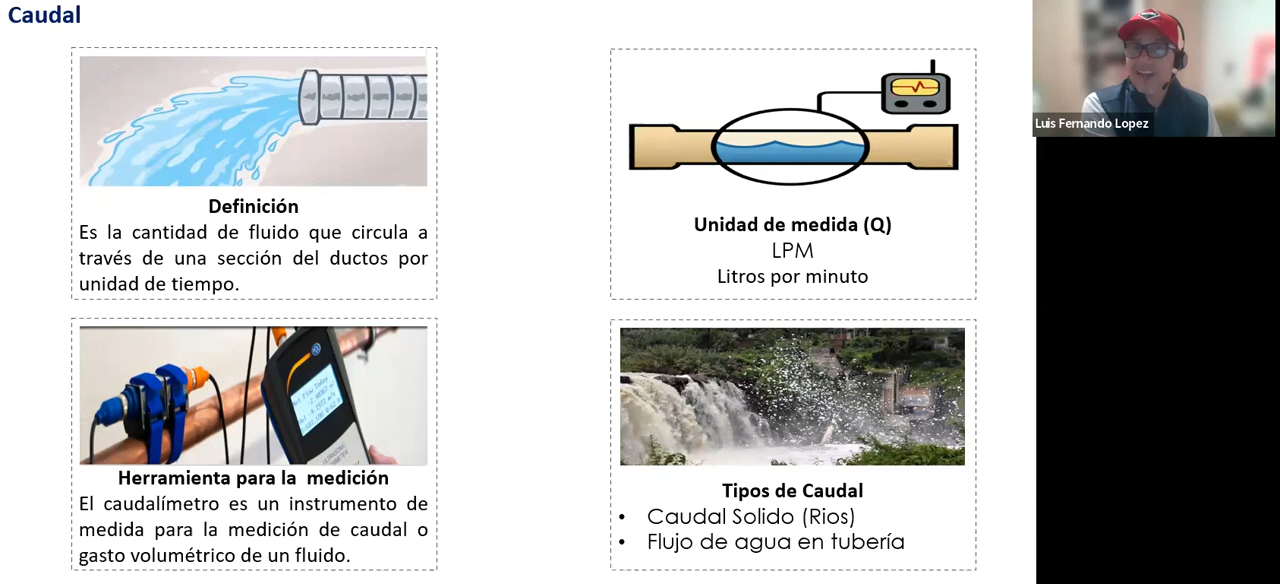 Caudal
Definición
Es la cantidad de fluido que circula a
través de una sección del ductos por
unidad de tiempo.
Unidad de medida (Q)
LPM
Litros por minuto
Herramienta para la medición
El caudalímetro es un instrumento de
medida para la medición de caudal o
gasto volumétrico de un fluido.
Tipos de Caudal
• Caudal Solido (Rios)
• Flujo de agua en tubería
Luis Fernando Lopez